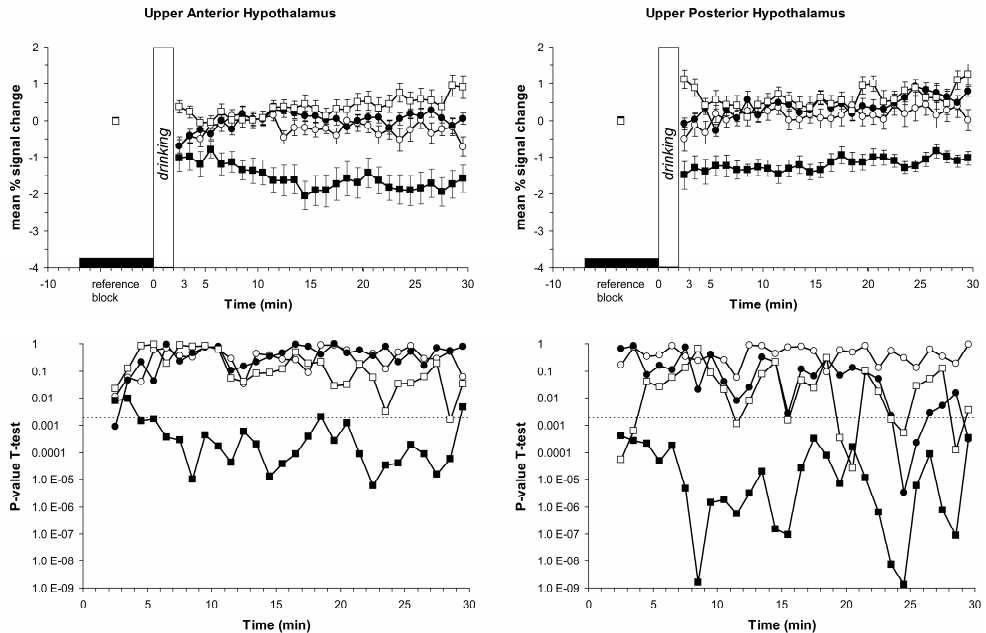 Upper Anterior Hypothalamus
mean % signal change
2
1
0
-1
-2
-3
-4
drinking
-10
reference
block
0
3
5
10
15
20
25
30
Time (min)
Upper Posterior Hypothalamus
mean % signal change
2
1
0
-1
-2
-3
-4
drinking
-10
reference
block
0
3
5
10
15
20
25
30
Time (min)
P-value T-test
1
0.1
0.01
0.001
0.0001
1.0 E-05
1.0 E-06
1.0 E-07
1.0 E-08
1.0 E-09
0
5
10
15
20
25
30
Time (min)
P-value T-test
1
0.1
0.01
0.001
0.0001
1.0 E-05
1.0 E-06
1.0 E-07
1.0 E-08
1.0 E-09
0
5
10
15
20
25
30
Time (min)